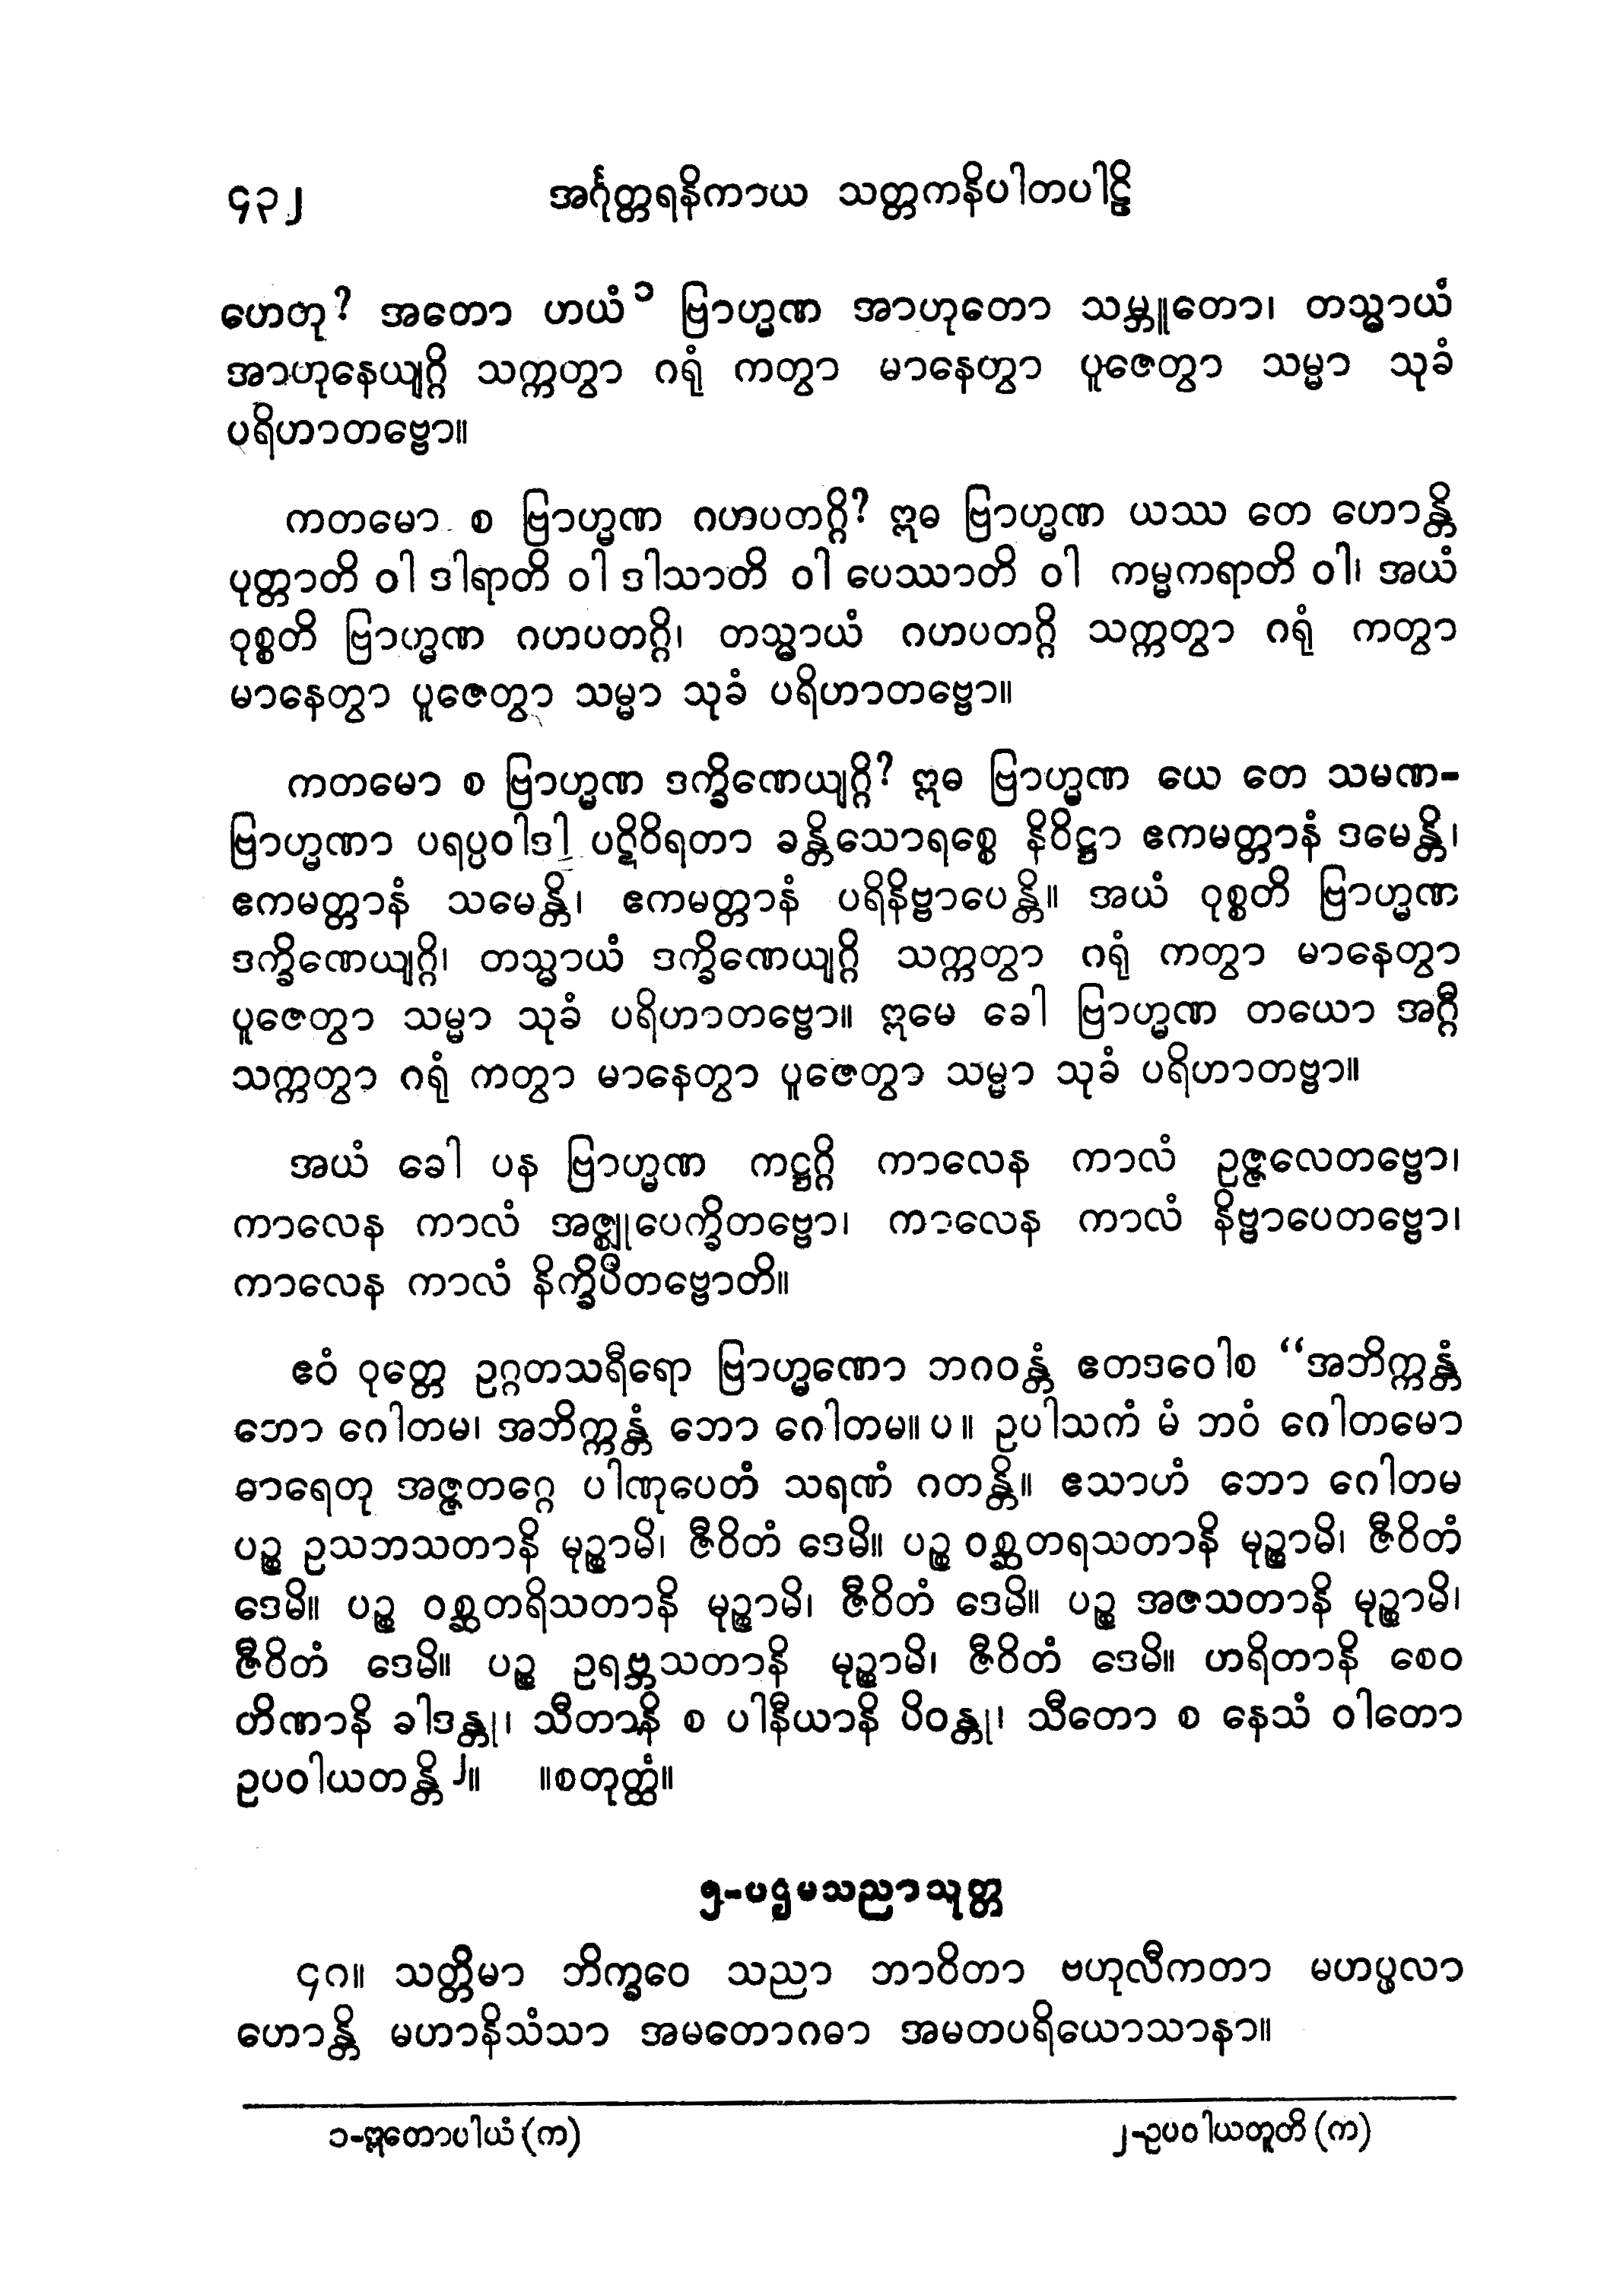 ၄၃၂ အင်္ဂုတ္တရနိကာယ သတ္တကနိပါတပါဠိ
ဟေတု? အတော ဟယံ ၁ ဗြာဟ္မဏ အာဟုတော သမ္ဘူတော၊ တသ္မာယံ
အာဟုနေယျဂ္ဂိ သက္ကတွာ ဂရုံ ကတွာ မာနေတွာ ပူဇေတွာ သမ္မာ သုခံ
ပရိဟာတဗ္ဗော။
ကတမော စ ဗြာဟ္မဏ ဂဟပတဂ္ဂိ? ဣဓ ဗြာဟ္မဏ ယဿ တေ ဟောန္တိ
ပုတ္တာတိ ဝါ ဒါရာတိ ဝါ ဒါသာတိ ဝါ ပေဿာတိ ဝါ ကမ္မကရာတိ ဝါ၊ အယံ
ဝုစ္စတိ ဗြာဟ္မဏ ဂဟပတဂ္ဂိ၊ တသ္မာယံ ဂဟပတဂ္ဂိ သက္ကတွာ ဂရုံ ကတွာ
မာနေတွာ ပူဇေတွာ သမ္မာ သုခံ ပရိဟာတဗ္ဗော။
ကတမော စ ဗြာဟ္မဏ ဒက္ခိဏေယျဂ္ဂိ? ဣဓ ဗြာဟ္မဏ ယေ တေ သမဏ-
ဗြာဟ္မဏာ ပရပ္ပဝါဒါ ပဋိဝိရတာ ခန္တိသောရစ္စေ နိဝိဋ္ဌာ ဧကမတ္တာနံ ဒမေန္တိ၊
ဧကမတ္တာနံ သမေန္တိ၊ ဧကမတ္တာနံ ပရိနိဗ္ဗာပေန္တိ။ အယံ ဝုစ္စတိ ဗြာဟ္မဏ
ဒက္ခိဏေယျဂ္ဂိ၊ တသ္မာယံ ဒက္ခိဏေယျဂ္ဂိ သက္ကတွာ ဂရုံ ကတွာ မာနေတွာ
ပူဇေတွာ သမ္မာ သုခံ ပရိဟာတဗ္ဗော။ ဣမေ ခေါ ဗြာဟ္မဏ တယော အဂ္ဂီ
သက္ကတွာ ဂရုံ ကတွာ မာနေတွာ ပူဇေတွာ သမ္မာ သုခံ ပရိဟာတဗ္ဗာ။
အယံ ခေါ ပန ဗြာဟ္မဏ ကဋ္ဌဂ္ဂိ ကာလေန ကာလံ ဥဇ္ဇလေတဗ္ဗော၊
ကာလေန ကာလံ အဇ္ဈုပေက္ခိတဗ္ဗော၊ ကာလေန ကာလံ နိဗ္ဗာပေတဗ္ဗော၊
ကာလေန ကာလံ နိက္ခိပိတဗ္ဗောတိ။
ဧဝံ ဝုတ္တေ ဥဂ္ဂတသရီရော ဗြာဟ္မဏော ဘဂဝန္တံ ဧတဒဝေါစ “အဘိက္ကန္တံ
ဘော ဂေါတမ၊ အဘိက္ကန္တံ ဘော ဂေါတမ။ ပ ။ ဥပါသကံ မံ ဘဝံ ဂေါတမော
ဓာရေတု အဇ္ဇတဂ္ဂေ ပါဏုပေတံ သရဏံ ဂတန္တိ။ ဧသာဟံ ဘော ဂေါတမ
ပဉ္စ ဥသဘသတာနိ မုဉ္စာမိ၊ ဇီဝိတံ ဒေမိ။ ပဉ္စ ဝစ္ဆတရသတာနိ မုဉ္စာမိ၊ ဇီဝိတံ
ဒေမိ။ ပဉ္စ ဝစ္ဆတရိသတာနိ မုဉ္စာမိ၊ ဇီဝိတံ ဒေမိ။ ပဉ္စ အဇသတာနိ မုဉ္စာမိ၊
ဇီဝိတံ ဒေမိ။ ပဉ္စ ဥရဗ္ဘသတာနိ မုဉ္စာမိ၊ ဇီဝိတံ ဒေမိ။ ဟရိတာနိ စေဝ
တိဏာနိ ခါဒန္တု၊ သီတာနိ စ ပါနီယာနိ ပိဝန္တု၊ သီတော စ နေသံ ဝါတော
ဥပဝါယတန္တိ ၂။ ။စတုတ္ထံ။
၅-ပဌမသညာသုတ္တ
၄၈။ သတ္တိမာ ဘိက္ခဝေ သညာ ဘာဝိတာ ဗဟုလီကတာ မဟပ္ဖလာ
ဟောန္တိ မဟာနိသံသာ အမတောဂဓာ အမတပရိယောသာနာ။
၁-ဣတောပါယံ (က) ၂-ဥပဝါယတူတိ (က)